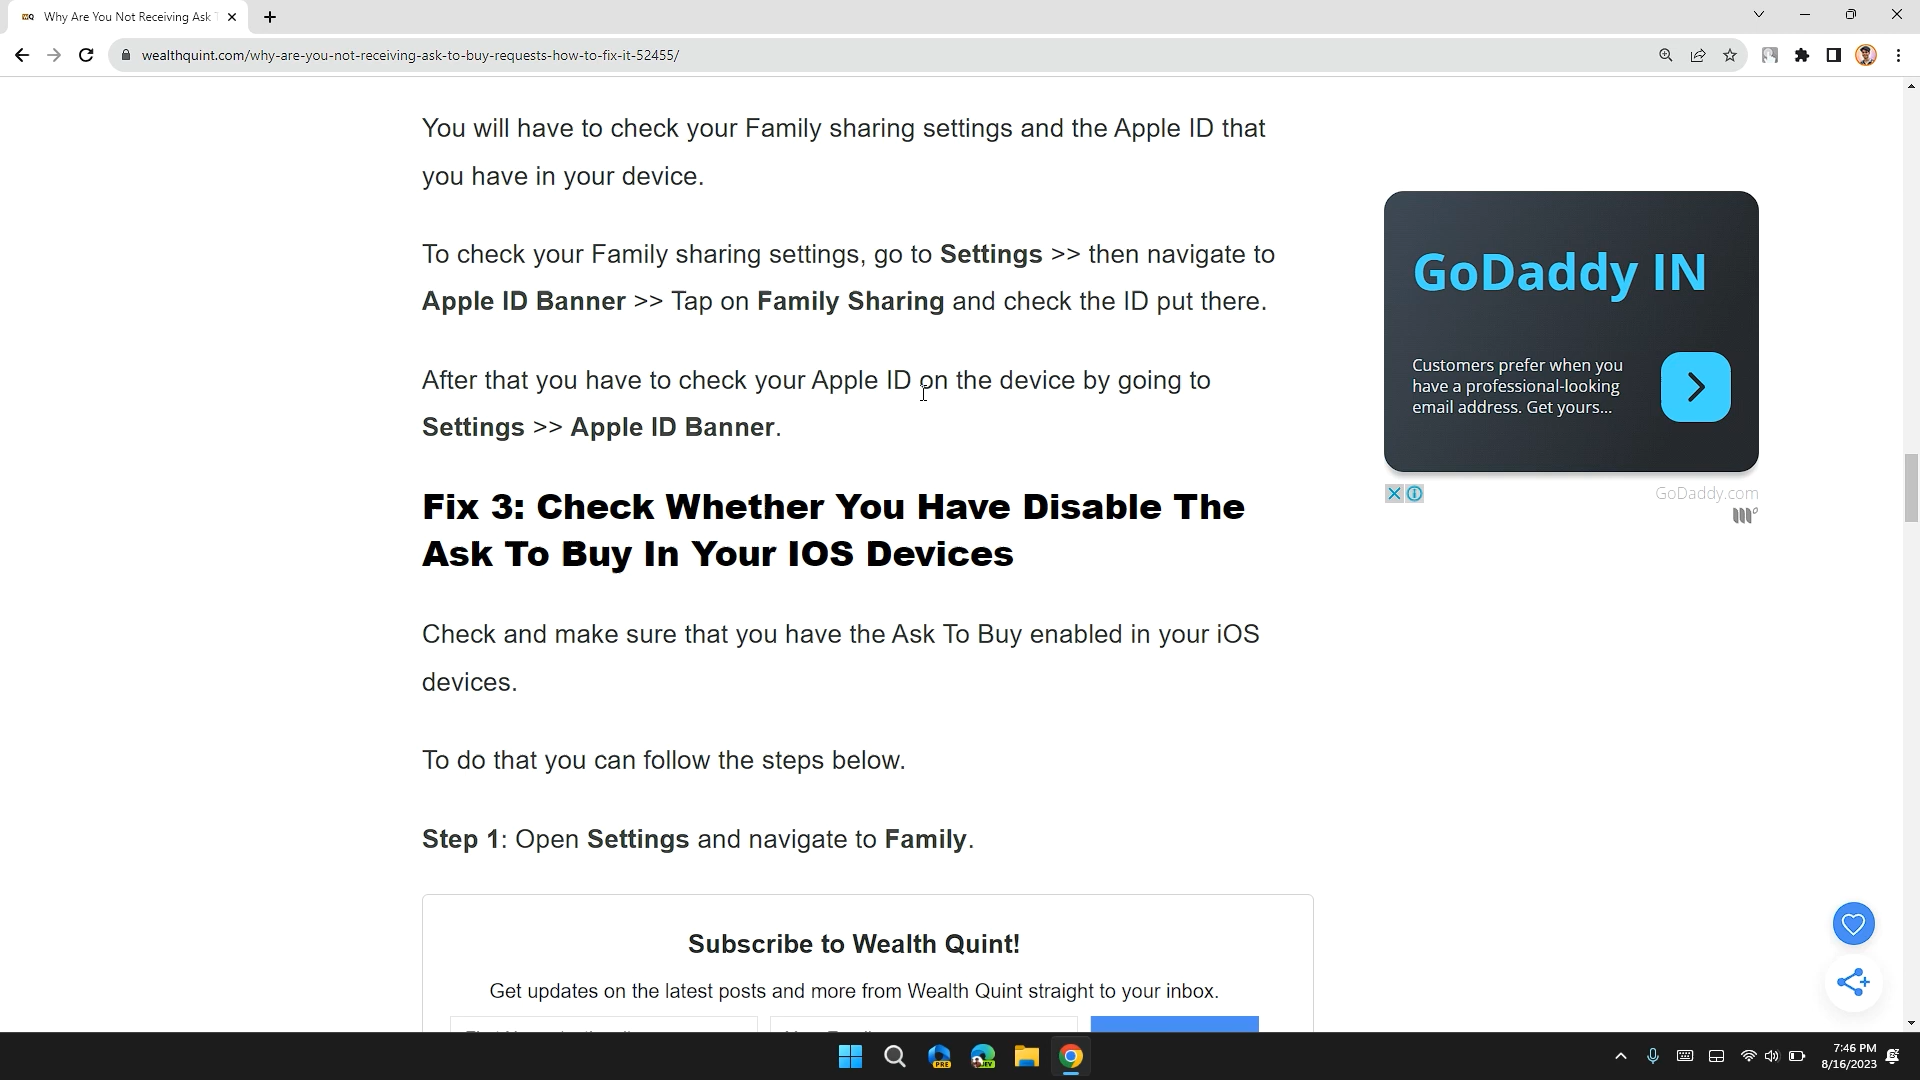 Why Are You Not Receiving Ask
wealthquint.com/why-are-you-not-receiving-ask-to-buy-requests-how-to-fix-it-52455/
You will have to check your Family sharing settings and the Apple ID that
you have in your device.
To check your Family sharing settings, go to Settings >> then navigate to
Apple ID Banner >> Tap on Family Sharing and check the ID put there.
After that you have to check your Apple ID on the device by going to
Settings >> Apple ID Banner.
GoDaddy IN
Customers prefer when you
have a professional-looking
email address. Get yours...
GoDaddy.com
Fix 3: Check Whether You Have Disable The
Ask To Buy In Your IOS Devices
Check and make sure that you have the Ask To Buy enabled in your iOS
devices.
To do that you can follow the steps below.
Step 1: Open Settings and navigate to Family.
Subscribe to Wealth Quint!
Get updates on the latest posts and more from Wealth Quint straight to your inbox.
PRE
DEV
7:46 PM
8/16/2023